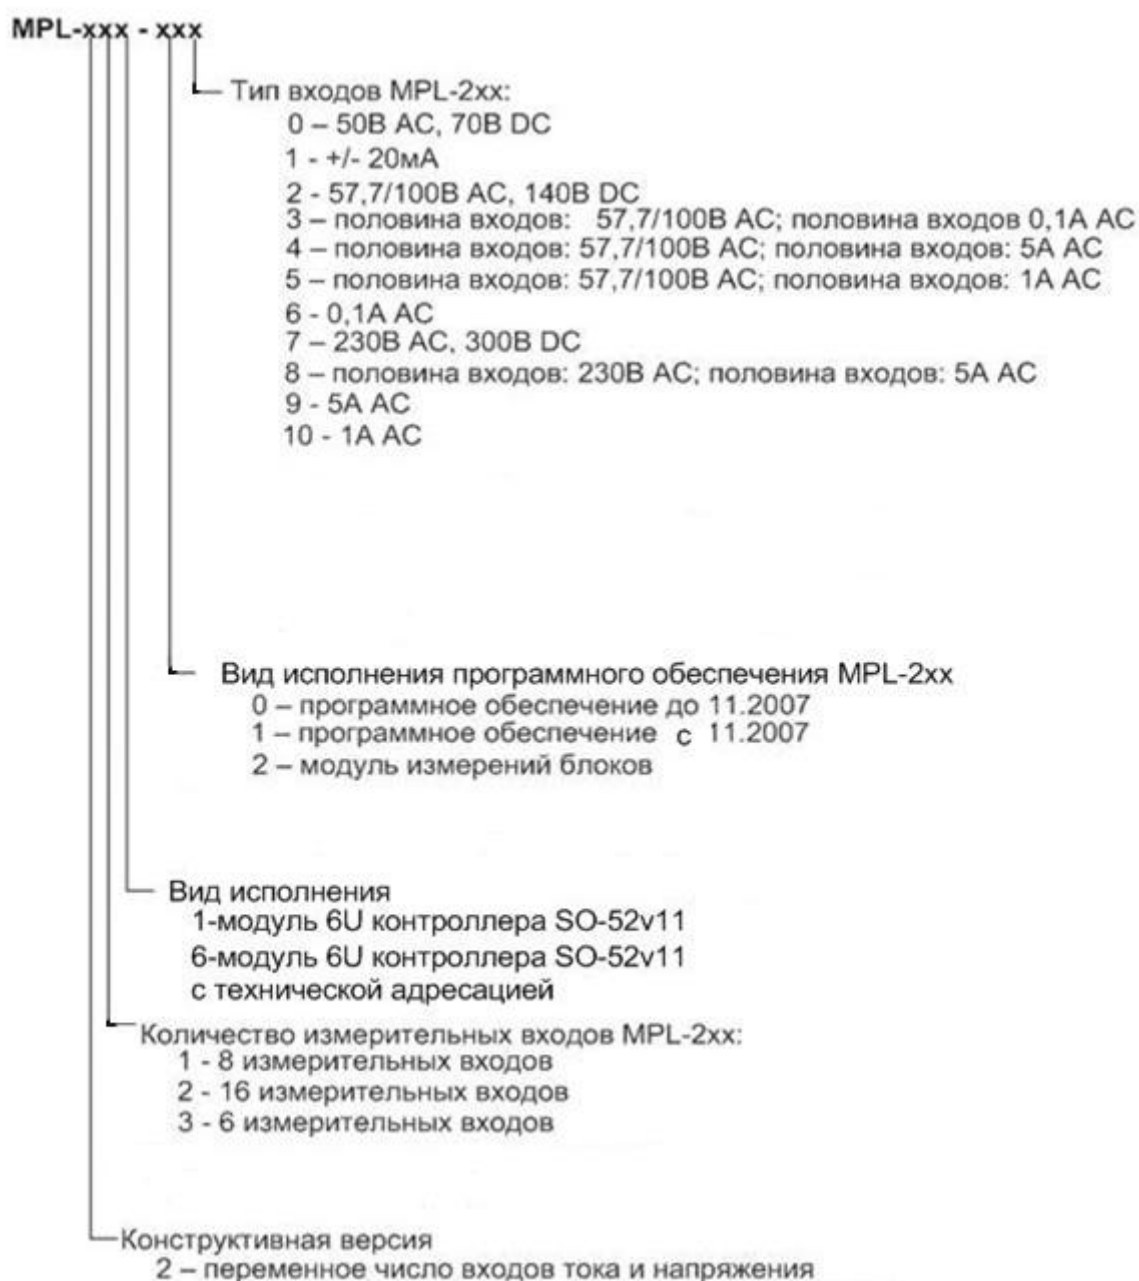 MPL-xxx - xxx
Тип входов MPL-2xx:
0 – 50В AC, 70В DC
1 - +/- 20мА
2 - 57,7/100В AC, 140В DC
3 – половина входов: 57,7/100В AC; половина входов 0,1А AC
4 – половина входов: 57,7/100В AC; половина входов: 5А AC
5 – половина входов: 57,7/100В AC; половина входов: 1А AC
6 - 0,1А AC
7 – 230В AC, 300В DC
8 – половина входов: 230В AC; половина входов: 5А AC
9 - 5А AC
10 - 1А AC
Вид исполнения программного обеспечения MPL-2xx
0 – программное обеспечение до 11.2007
1 – программное обеспечение с 11.2007
2 – модуль измерений блоков
Вид исполнения
1-модуль 6U контроллера SO-52v11
6-модуль 6U контроллера SO-52v11
с технической адресацией
Количество измерительных входов MPL-2xx:
1 - 8 измерительных входов
2 - 16 измерительных входов
3 - 6 измерительных входов
Конструктивная версия
2 – переменное число входов тока и напряжения